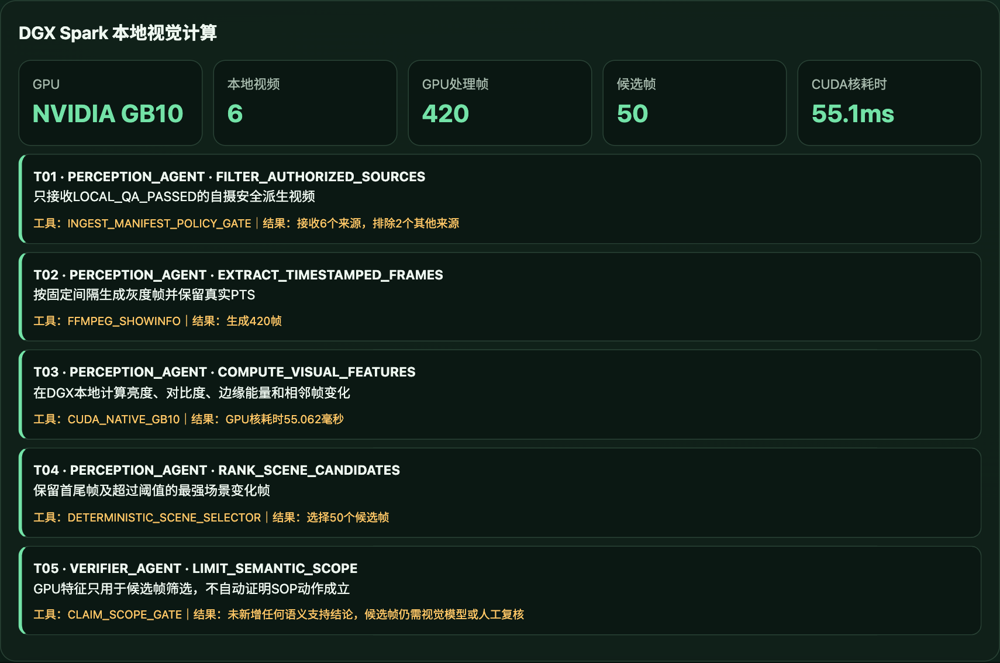 DGX Spark 本地视觉计算
GPU
NVIDIA GB10
本地视频
6
GPU处理帧
420
候选帧
50
CUDA核耗时
55.1ms
T01 · PERCEPTION_AGENT · FILTER_AUTHORIZED_SOURCES
只接收LOCAL_QA_PASSED的自摄安全派生视频
工具：INGEST_MANIFEST_POLICY_GATE｜结果：接收6个来源，排除2个其他来源
T02 · PERCEPTION_AGENT · EXTRACT_TIMESTAMPED_FRAMES
按固定间隔生成灰度帧并保留真实PTS
工具：FFMPEG_SHOWINFO｜结果：生成420帧
T03 · PERCEPTION_AGENT · COMPUTE_VISUAL_FEATURES
在DGX本地计算亮度、对比度、边缘能量和相邻帧变化
工具：CUDA_NATIVE_GB10｜结果：GPU核耗时55.062毫秒
T04 · PERCEPTION_AGENT · RANK_SCENE_CANDIDATES
保留首尾帧及超过阈值的最强场景变化帧
工具：DETERMINISTIC_SCENE_SELECTOR｜结果：选择50个候选帧
T05 · VERIFIER_AGENT · LIMIT_SEMANTIC_SCOPE
GPU特征只用于候选帧筛选，不自动证明SOP动作成立
工具：CLAIM_SCOPE_GATE｜结果：未新增任何语义支持结论，候选帧仍需视觉模型或人工复核